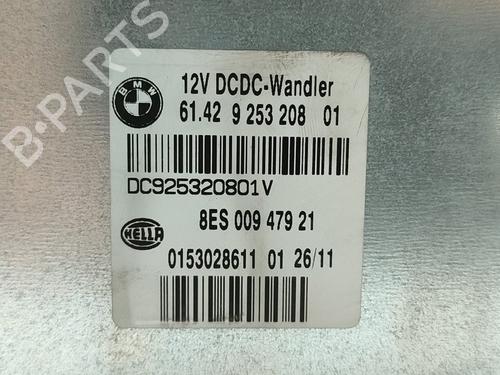 B-PARTS
BMW
12V DCDC-Wandler
61.42 9 253 208 01
DC925320801V
HELLA
8ES 009 479 21
0153028611 01 26/11